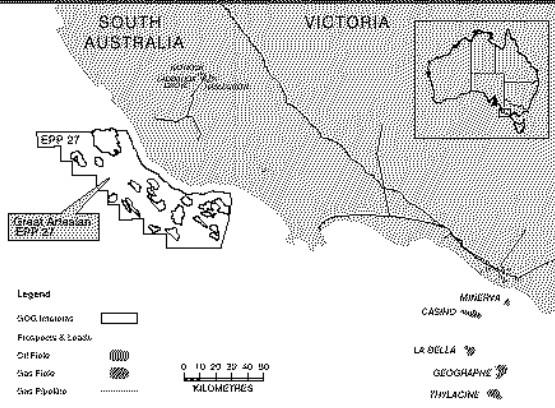 SOUTH
AUSTRALIA
VICTORIA
EPP 27
Great Artesian
EPP 27
Legend
Prospects & Leads
Oil Field
Gas Field
Gas Pipeline
0 10 20 30 40 50
KILOMETRES
MINERVA
CASINO
LA BELLA
GEOGRAPHE
THYLACINE